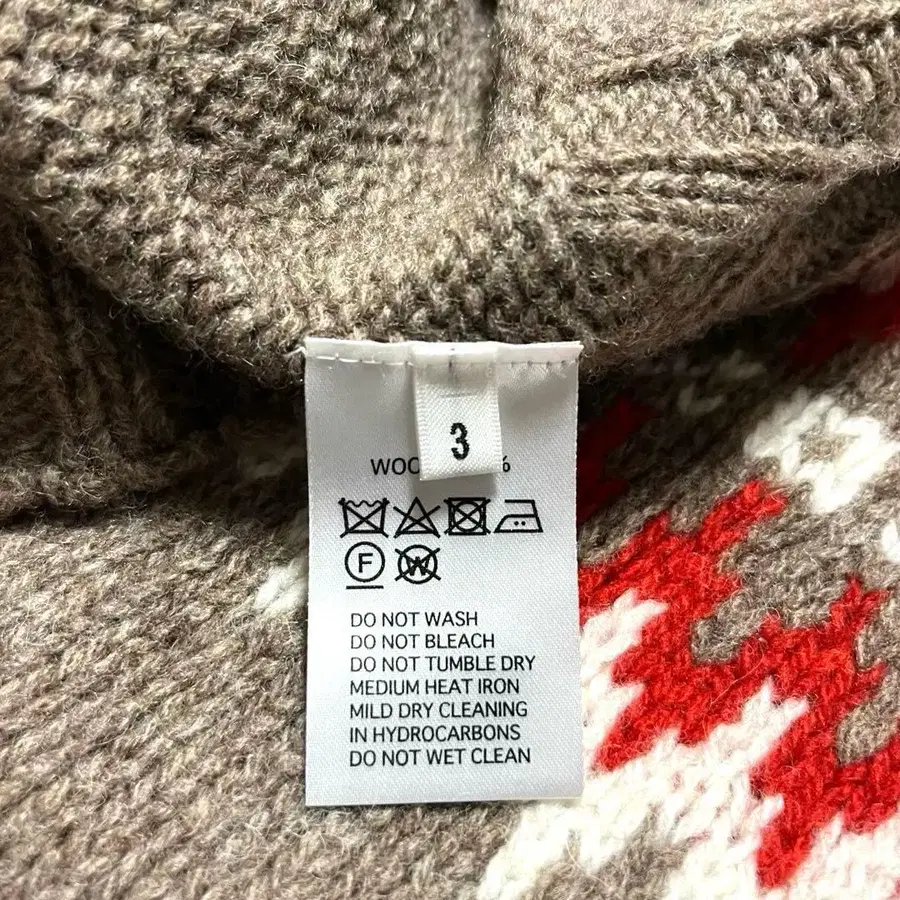 3
F
W
DO NOT WASH
DO NOT BLEACH
DO NOT TUMBLE DRY
MEDIUM HEAT IRON
MILD DRY CLEANING
IN HYDROCARBONS
DO NOT WET CLEAN